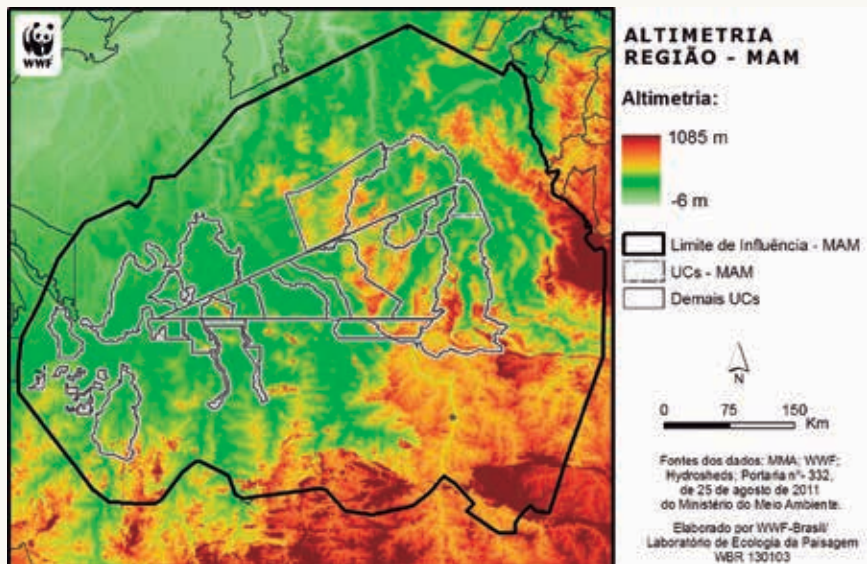 WWF
ALTIMETRIA
REGIÃO - MAM
Altimetria:
1085 m
-6 m
Limite de Influência - MAM
UCs - MAM
Demais UCs
N
0 75 150
Km
Fontes dos dados: MMA; WWF;
Hydrosheds; Portaria nº- 332,
de 25 de agosto de 2011
do Ministério do Meio Ambiente.
Elaborado por WWF-Brasil/
Laboratório de Ecologia da Paisagem
WBR 130103